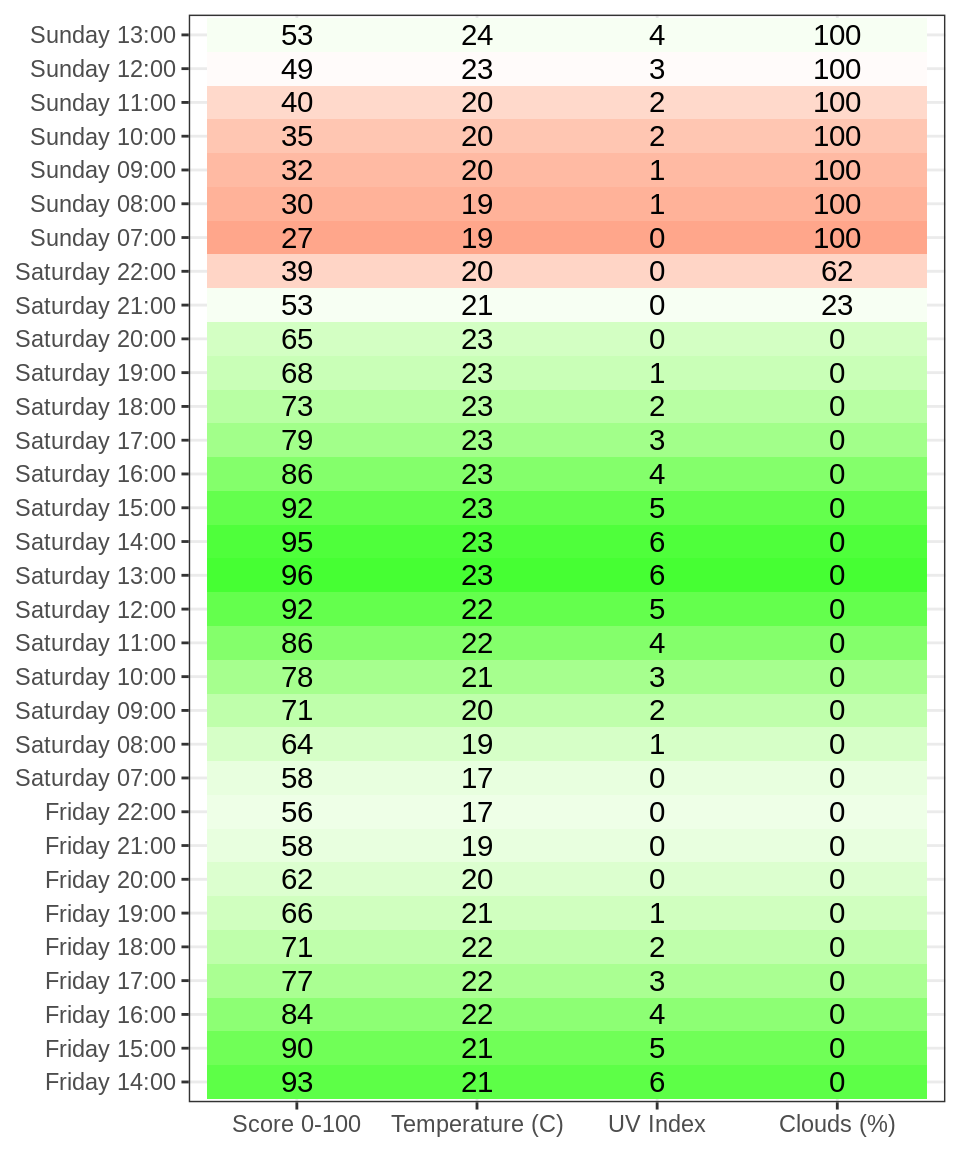 Sunday 13:00 53 24 4 100
Sunday 12:00 49 23 3 100
Sunday 11:00 40 20 2 100
Sunday 10:00 35 20 2 100
Sunday 09:00 32 20 1 100
Sunday 08:00 30 19 1 100
Sunday 07:00 27 19 0 100
Saturday 22:00 39 20 0 62
Saturday 21:00 53 21 0 23
Saturday 20:00 65 23 0 0
Saturday 19:00 68 23 1 0
Saturday 18:00 73 23 2 0
Saturday 17:00 79 23 3 0
Saturday 16:00 86 23 4 0
Saturday 15:00 92 23 5 0
Saturday 14:00 95 23 6 0
Saturday 13:00 96 23 6 0
Saturday 12:00 92 22 5 0
Saturday 11:00 86 22 4 0
Saturday 10:00 78 21 3 0
Saturday 09:00 71 20 2 0
Saturday 08:00 64 19 1 0
Saturday 07:00 58 17 0 0
Friday 22:00 56 17 0 0
Friday 21:00 58 19 0 0
Friday 20:00 62 20 0 0
Friday 19:00 66 21 1 0
Friday 18:00 71 22 2 0
Friday 17:00 77 22 3 0
Friday 16:00 84 22 4 0
Friday 15:00 90 21 5 0
Friday 14:00 93 21 6 0
Score 0-100 Temperature (C) UV Index Clouds (%)